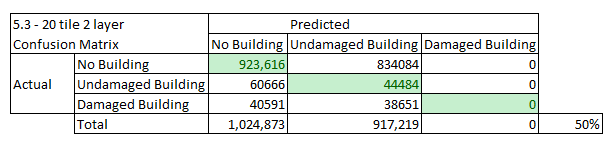 5.3 - 20 tile 2 layer Predicted
Confusion Matrix No Building Undamaged Building Damaged Building
No Building 923,616 834084 0
Actual Undamaged Building 60666 44484 0
Damaged Building 40591 38651 0
Total 1,024,873 917,219 0 50%